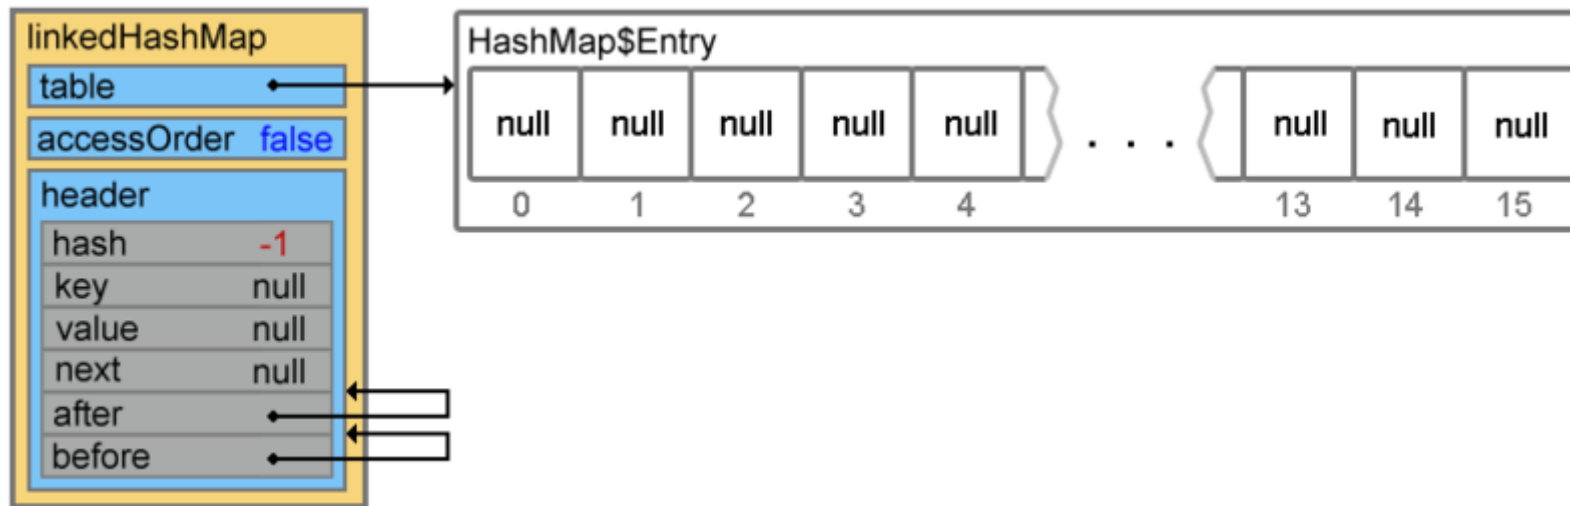 linkedHashMap
table
accessOrder false
header
hash -1
key null
value null
next null
after
before
HashMap$Entry
null null null null null . . . null null null
0 1 2 3 4 13 14 15